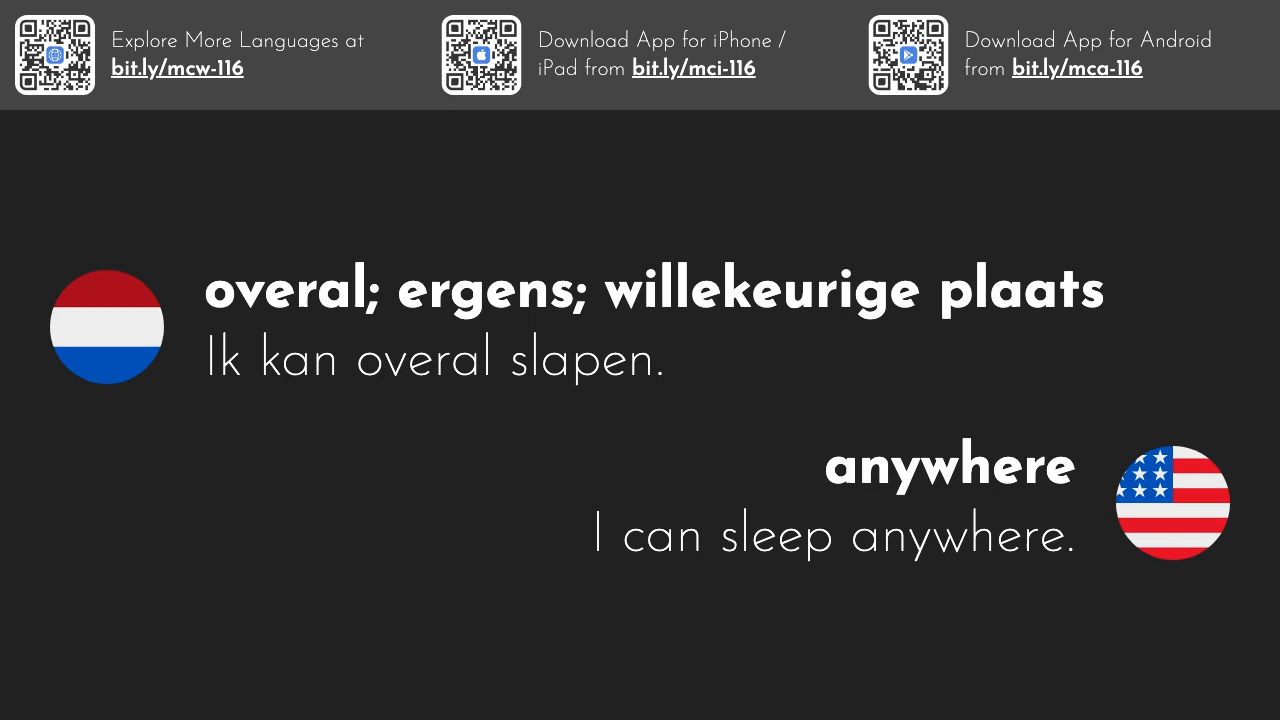 Explore More Languages at
bit.ly/mcw-116
Download App for iPhone /
iPad from bit.ly/mci-116
Download App for Android
from bit.ly/mca-116
overal; ergens; willekeurige plaats
Ik kan overal slapen.
anywhere
I can sleep anywhere.